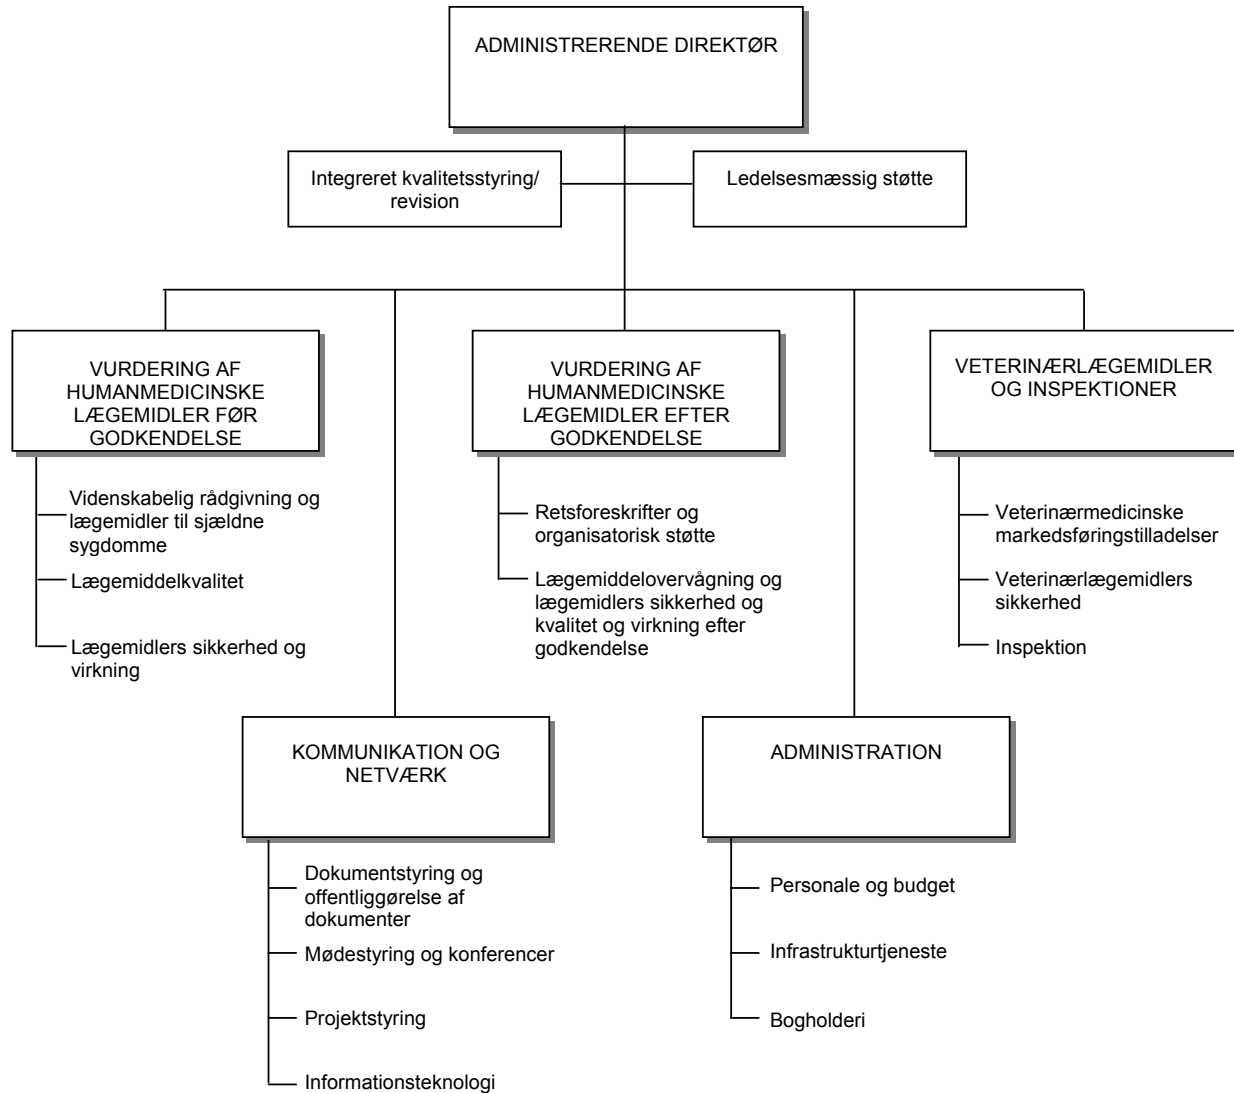 ADMINISTRERENDE DIREKTØR
Integreret kvalitetsstyring/
revision
Ledelsesmæssig støtte
VURDERING AF
HUMANMEDICINSKE
LÆGEMIDLER FØR
GODKENDELSE
VURDERING AF
HUMANMEDICINSKE
LÆGEMIDLER EFTER
GODKENDELSE
VETERINÆRLÆGEMIDLER
OG INSPEKTIONER
Videnskabelig rådgivning og
lægemidler til sjældne
sygdomme
Lægemiddelkvalitet
Lægemidlers sikkerhed og
virkning
Retsforeskrifter og
organisatorisk støtte
Lægemiddelovervågning og
lægemidlers sikkerhed og
kvalitet og virkning efter
godkendelse
Veterinærmedicinske
markedsføringstilladelser
Veterinærlægemidlers
sikkerhed
Inspektion
KOMMUNIKATION OG
NETVÆRK
ADMINISTRATION
Dokumentstyring og
offentliggørelse af
dokumenter
Mødestyring og konferencer
Projektstyring
Informationsteknologi
Personale og budget
Infrastrukturtjeneste
Bogholderi